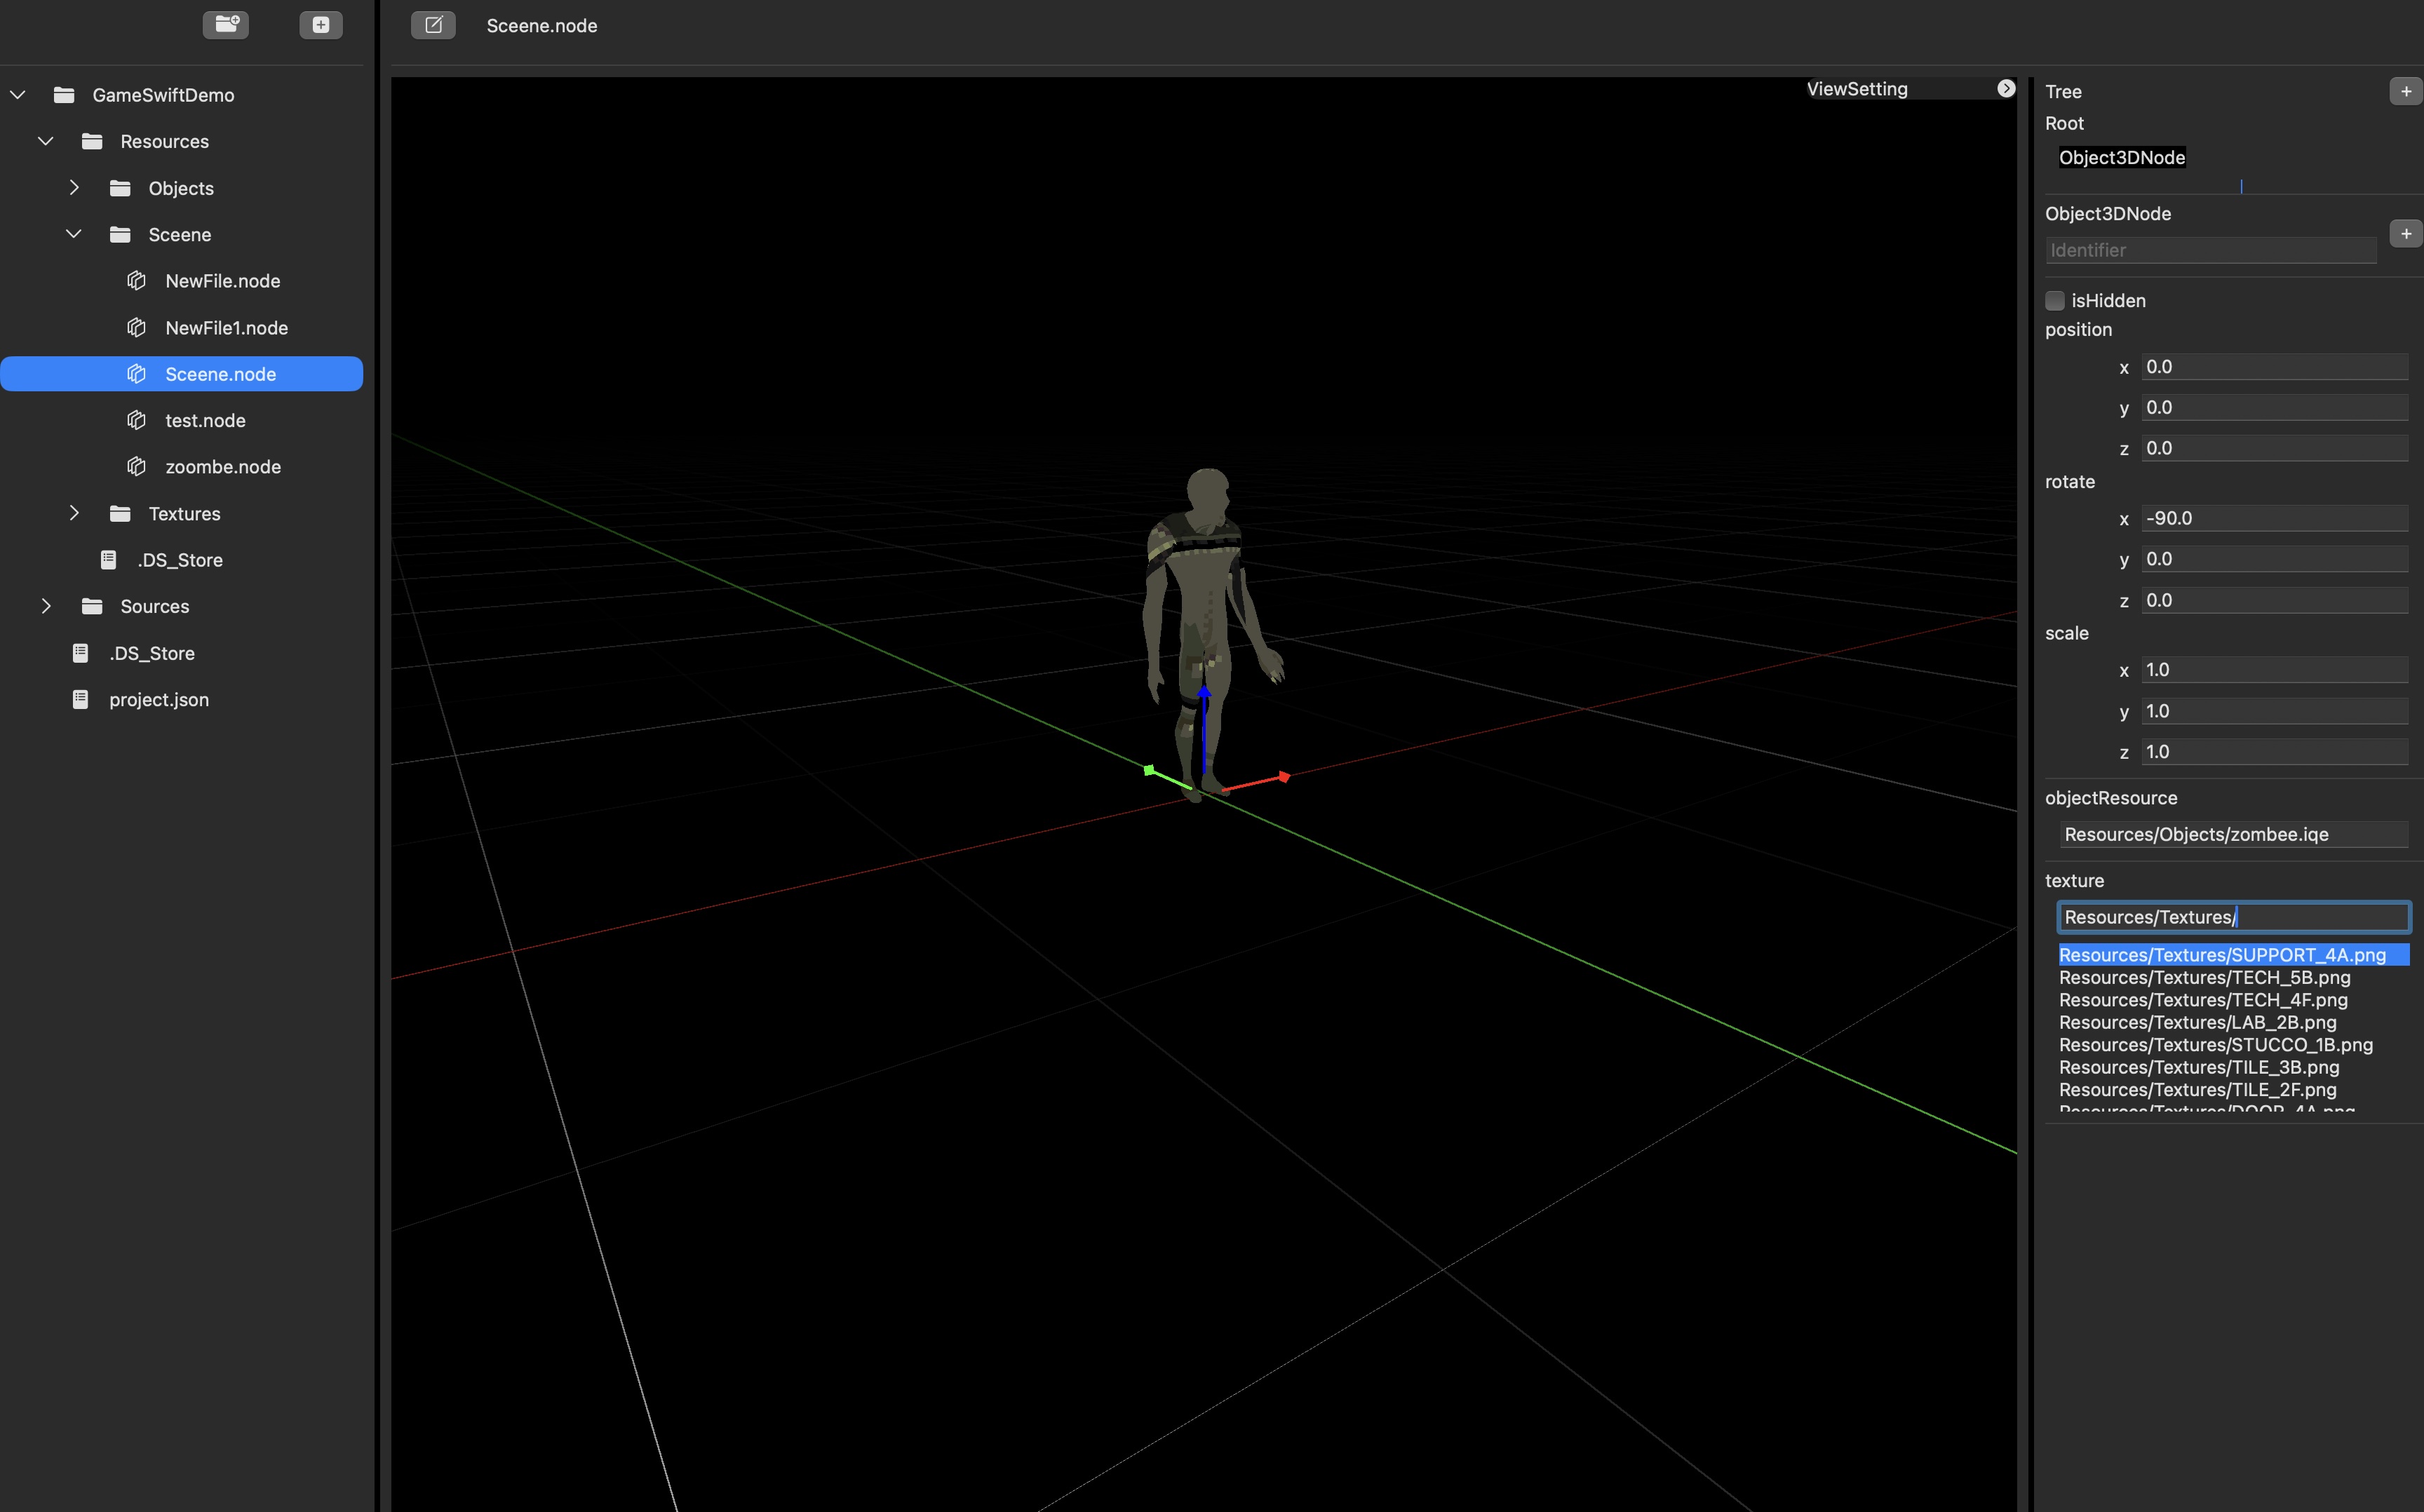 Sceene.node
GameSwiftDemo
Resources
Objects
Sceene
NewFile.node
NewFile1.node
Sceene.node
test.node
zoombe.node
Textures
.DS_Store
Sources
.DS_Store
project.json
ViewSetting
Tree
Root
Object3DNode
Object3DNode
Identifier
isHidden
position
x 0.0
y 0.0
z 0.0
rotate
x -90.0
y 0.0
z 0.0
scale
x 1.0
y 1.0
z 1.0
objectResource
Resources/Objects/zombee.iqe
texture
Resources/Textures/
Resources/Textures/SUPPORT_4A.png
Resources/Textures/TECH_5B.png
Resources/Textures/TECH_4F.png
Resources/Textures/LAB_2B.png
Resources/Textures/STUCCO_1B.png
Resources/Textures/TILE_3B.png
Resources/Textures/TILE_2F.png
Resources/Textures/DOOR_4A.png